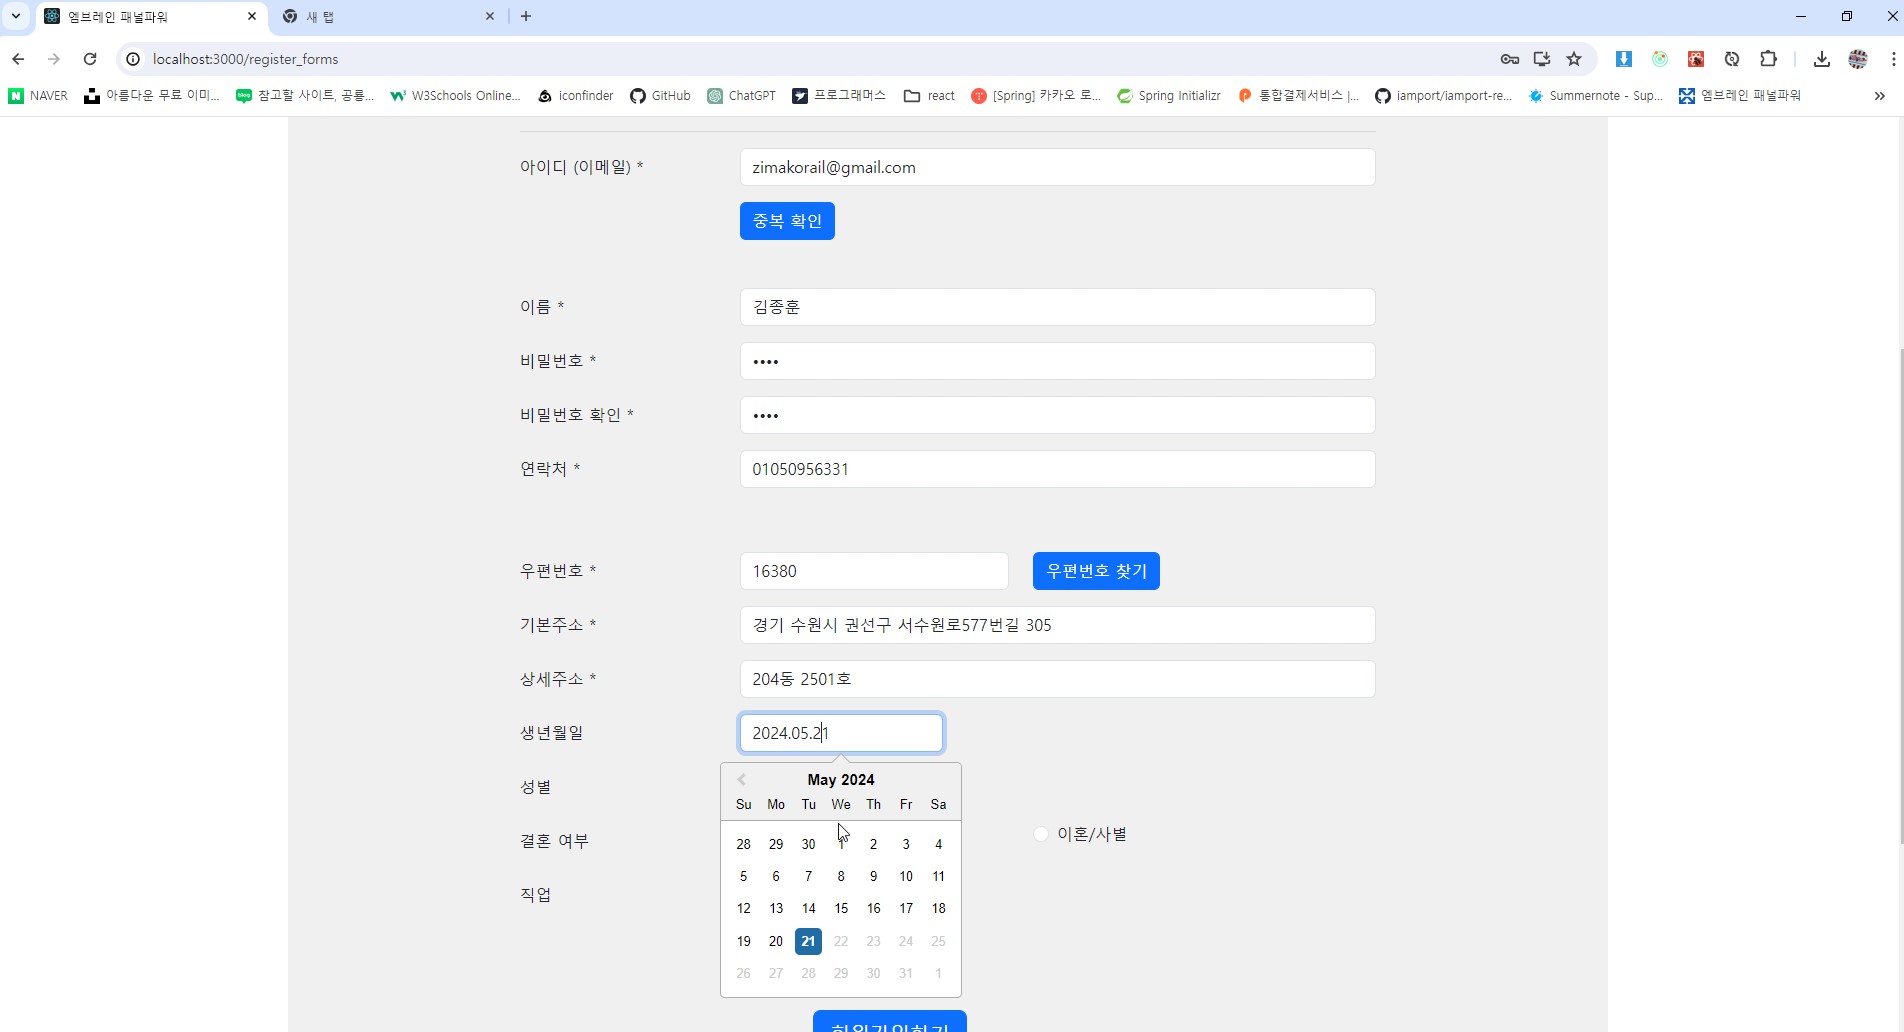 엠브레인 패널파워
새 탭
localhost:3000/register_forms
NAVER
아름다운 무료 이미...
참고할 사이트, 공룡...
W3Schools Online...
iconfinder
GitHub
ChatGPT
프로그래머스
react
[Spring] 카카오 로...
Spring Initializr
통합결제서비스 |...
iamport/iamport-re...
Summernote - Sup...
엠브레인 패널파워
아이디 (이메일) *
zimakorail@gmail.com
중복 확인
이름 *
김종훈
비밀번호 *
••••
비밀번호 확인 *
••••
연락처 *
01050956331
우편번호 *
16380
우편번호 찾기
기본주소 *
경기 수원시 권선구 서수원로577번길 305
상세주소 *
204동 2501호
생년월일
2024.05.21
May 2024
Su Mo Tu We Th Fr Sa
28 29 30 1 2 3 4
5 6 7 8 9 10 11
12 13 14 15 16 17 18
19 20 21 22 23 24 25
26 27 28 29 30 31 1
성별
결혼 여부
이혼/사별
직업
회원가입하기